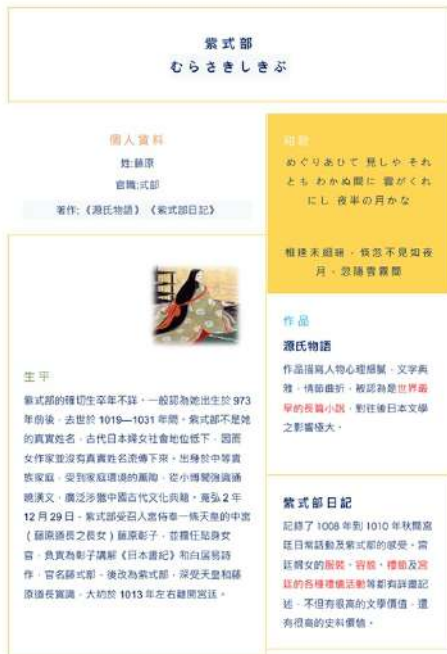 紫式部
むらさきしきぶ
個人資料
姓:藤原
官職:式部
著作:《源氏物語》《紫式部日記》
和歌
めぐりあひて 見しや それ
とも わかぬ間に 雲がくれ
にし 夜半の月かな
相逢未細端，倏忽不見如夜
月，忽隨雲霧間
生平
紫式部的確切生卒年不詳，一般認為她出生於 973
年前後，去世於 1019—1031 年間。紫式部不是她
的真實姓名，古代日本婦女社會地位低下，因而
女作家並沒有真實姓名流傳下來。出身於中等貴
族家庭，受到家庭環境的薰陶，從小博聞強識通
曉漢文，廣泛涉獵中國古代文化典籍。寬弘 2 年
12 月 29 日，紫式部受召入宮侍奉一條天皇的中宮
（藤原道長之長女）藤原彰子，並擔任貼身女
官，負責為彰子講解《日本書紀》和白居易詩
作，官名藤式部，後改為紫式部，深受天皇和藤
原道長賞識，大約於 1013 年左右離開宮廷。
作品
源氏物語
作品描寫人物心理細膩，文字典
雅，情節曲折，被認為是世界最
早的長篇小說，對往後日本文學
之影響極大。
紫式部日記
記錄了 1008 年到 1010 年秋間宮
廷日常話動及紫式部的感受。宮
廷婦女的服裝、容貌、禮節及宮
廷的各種禮儀活動等都有詳盡記
述，不但有很高的文學價值，還
有很高的史料價值。